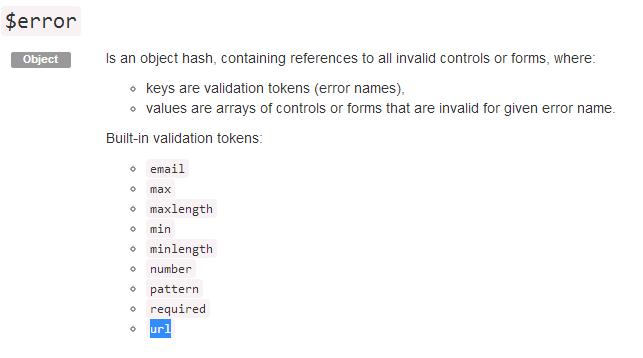 $error
Object
Is an object hash, containing references to all invalid controls or forms, where:
keys are validation tokens (error names),
values are arrays of controls or forms that are invalid for given error name.
Built-in validation tokens:
email
max
maxlength
min
minlength
number
pattern
required
url